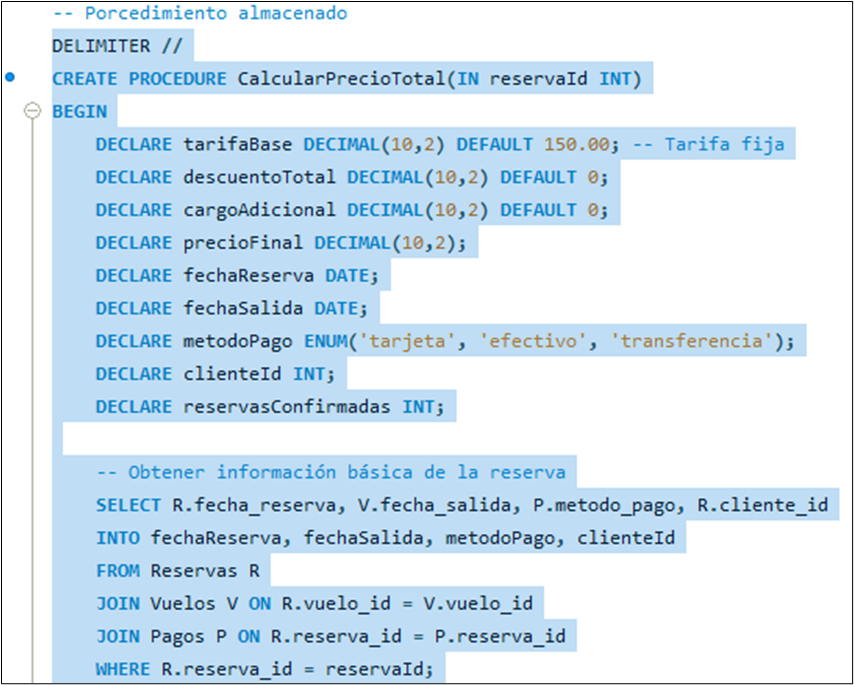 -- Porcedimiento almacenado
DELIMITER //
CREATE PROCEDURE CalcularPrecioTotal(IN reservaId INT)
BEGIN
DECLARE tarifaBase DECIMAL(10,2) DEFAULT 150.00; -- Tarifa fija
DECLARE descuentoTotal DECIMAL(10,2) DEFAULT 0;
DECLARE cargoAdicional DECIMAL(10,2) DEFAULT 0;
DECLARE precioFinal DECIMAL(10,2);
DECLARE fechaReserva DATE;
DECLARE fechaSalida DATE;
DECLARE metodoPago ENUM('tarjeta', 'efectivo', 'transferencia');
DECLARE clienteId INT;
DECLARE reservasConfirmadas INT;
-- Obtener información básica de la reserva
SELECT R.fecha_reserva, V.fecha_salida, P.metodo_pago, R.cliente_id
INTO fechaReserva, fechaSalida, metodoPago, clienteId
FROM Reservas R
JOIN Vuelos V ON R.vuelo_id = V.vuelo_id
JOIN Pagos P ON R.reserva_id = P.reserva_id
WHERE R.reserva_id = reservaId;